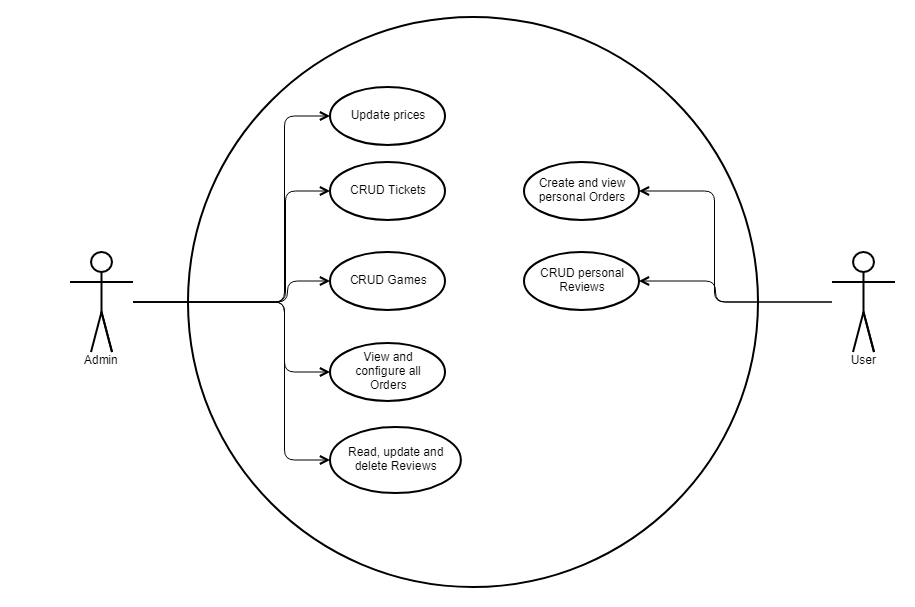 Update prices
CRUD Tickets
CRUD Games
View and
configure all
Orders
Read, update and
delete Reviews
Create and view
personal Orders
CRUD personal
Reviews
Admin
User